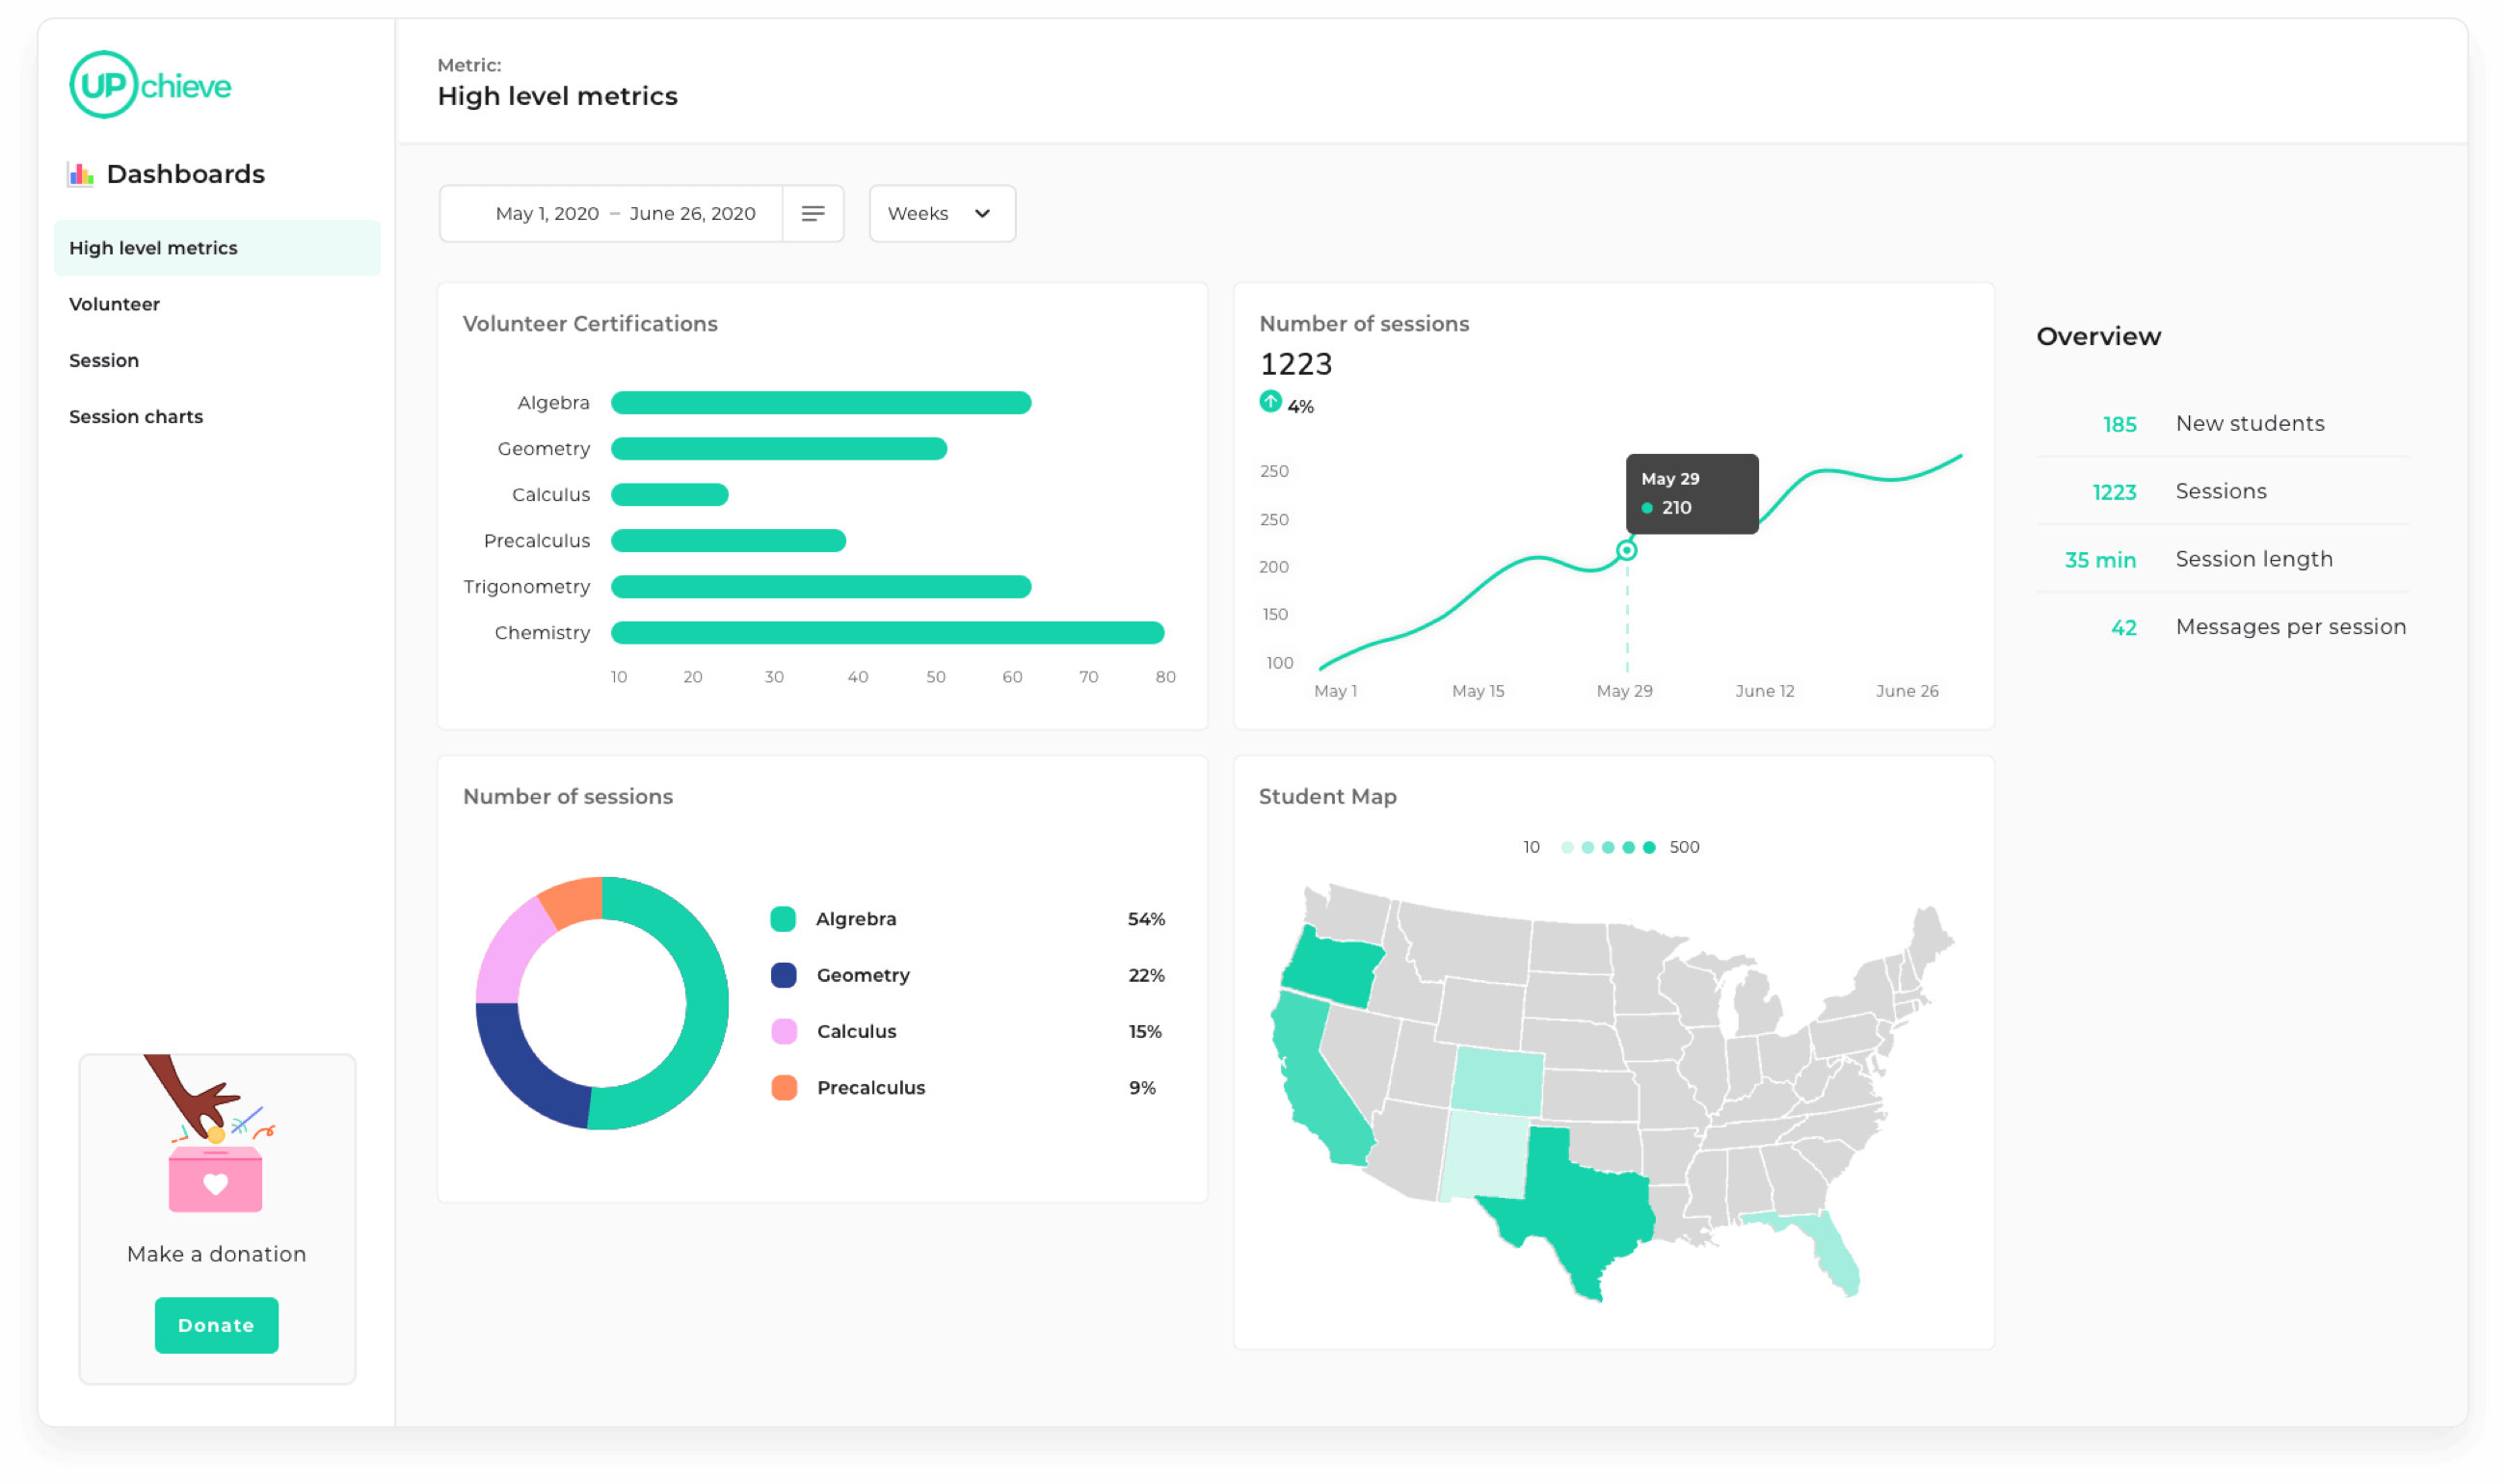 UPchieve
Dashboards
High level metrics
Volunteer
Session
Session charts
Make a donation
Donate
Metric:
High level metrics
May 1, 2020 – June 26, 2020
Weeks
Volunteer Certifications
Algebra
Geometry
Calculus
Precalculus
Trigonometry
Chemistry
10 20 30 40 50 60 70 80
Number of sessions
1223
4%
250
250
200
150
100
May 29
210
May 1 May 15 May 29 June 12 June 26
Overview
185 New students
1223 Sessions
35 min Session length
42 Messages per session
Number of sessions
Algrebra 54%
Geometry 22%
Calculus 15%
Precalculus 9%
Student Map
10 500